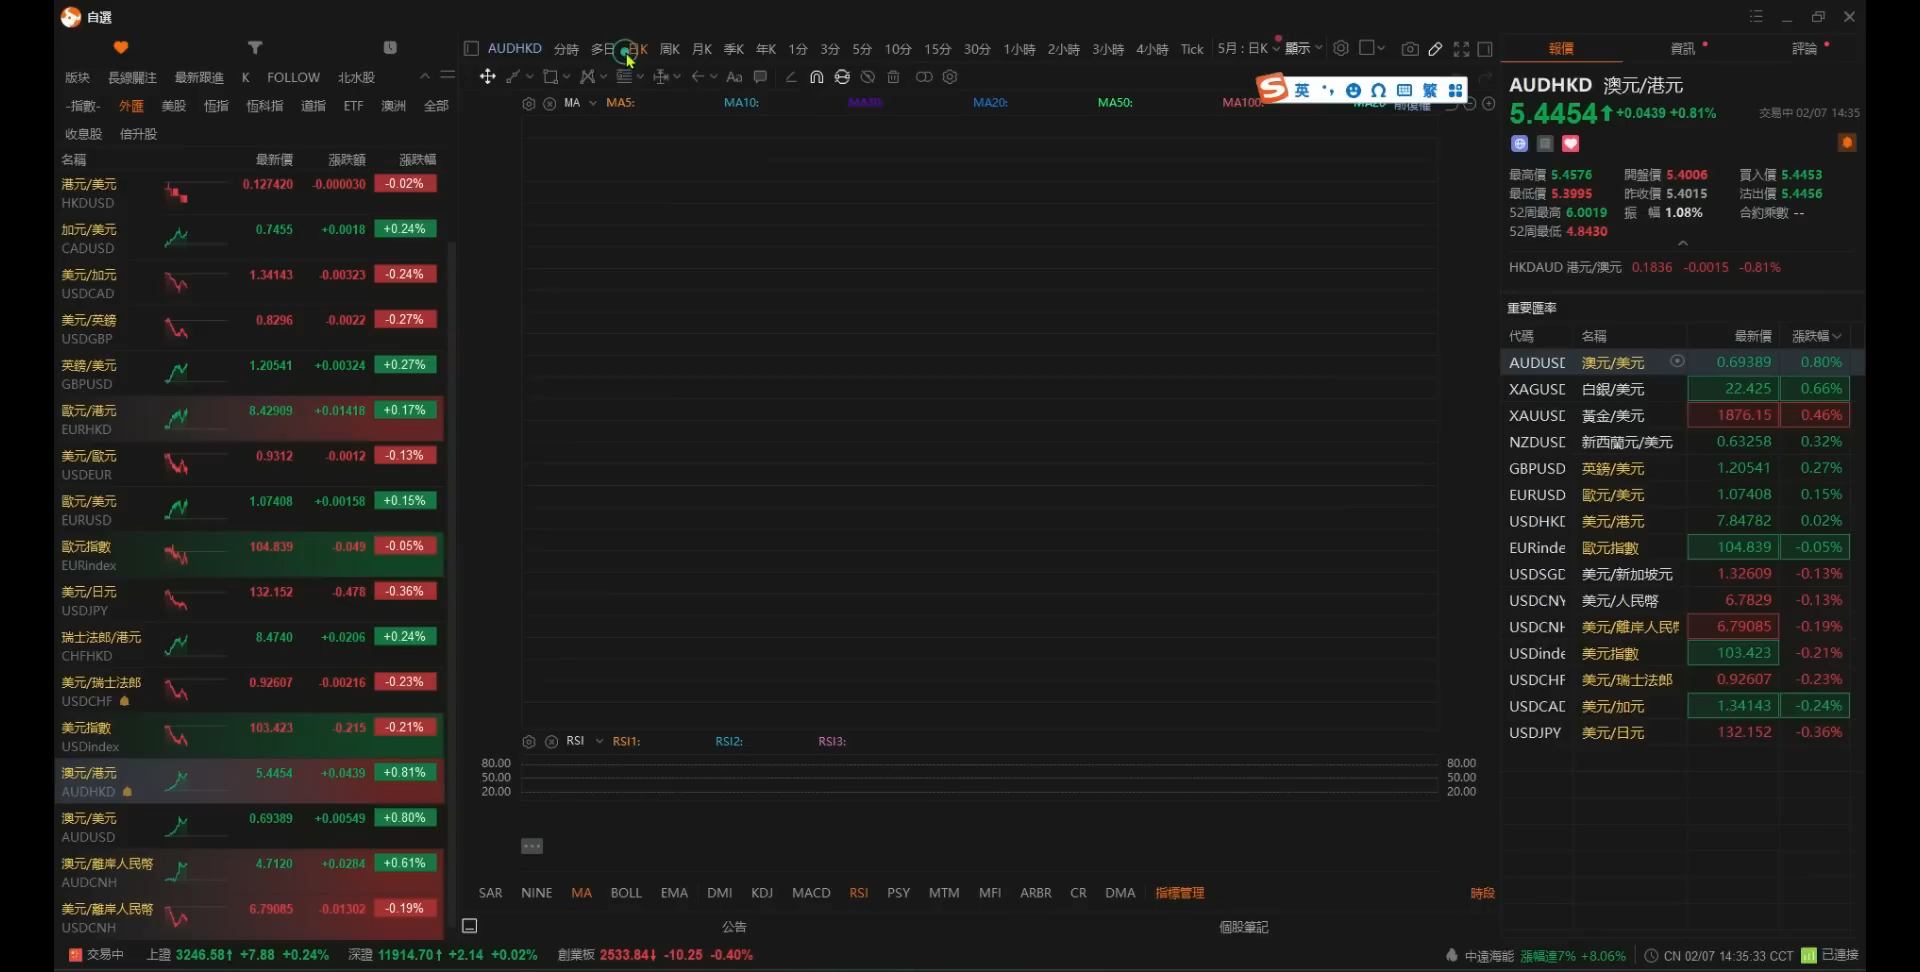 自選
AUDHKD 分時 多日 日K 周K 月K 季K 年K 1分 3分 5分 10分 15分 30分 1小時 2小時 3小時 4小時 Tick 5月:日K 顯示
報價 資訊 評論
版块 長線關注 最新跟進 K FOLLOW 北水股
-指數- 外匯 美股 恆指 恆科指 道指 ETF 澳洲 全部
收息股 倍升股
Aa
英 繁
MA MA5: MA10: MA30: MA20: MA50: MA100:
名稱 最新價 漲跌額 漲跌幅
港元/美元 0.127420 -0.000030 -0.02%
HKDUSD
加元/美元 0.7455 +0.0018 +0.24%
CADUSD
美元/加元 1.34143 -0.00323 -0.24%
USDCAD
美元/英鎊 0.8296 -0.0022 -0.27%
USDGBP
英鎊/美元 1.20541 +0.00324 +0.27%
GBPUSD
歐元/港元 8.42909 +0.01418 +0.17%
EURHKD
美元/歐元 0.9312 -0.0012 -0.13%
USDEUR
歐元/美元 1.07408 +0.00158 +0.15%
EURUSD
歐元指數 104.839 -0.049 -0.05%
EURindex
美元/日元 132.152 -0.478 -0.36%
USDJPY
瑞士法郎/港元 8.4740 +0.0206 +0.24%
CHFHKD
美元/瑞士法郎 0.92607 -0.00216 -0.23%
USDCHF
美元指數 103.423 -0.215 -0.21%
USDindex
澳元/港元 5.4454 +0.0439 +0.81%
AUDHKD
澳元/美元 0.69389 +0.00549 +0.80%
AUDUSD
澳元/離岸人民幣 4.7120 +0.0284 +0.61%
AUDCNH
美元/離岸人民幣 6.79085 -0.01302 -0.19%
USDCNH
RSI RSI1: RSI2: RSI3:
80.00 80.00
50.00 50.00
20.00 20.00
SAR NINE MA BOLL EMA DMI KDJ MACD RSI PSY MTM MFI ARBR CR DMA 指標管理 時段
公告 個股筆記
AUDHKD 澳元/港元
5.4454 +0.0439 +0.81% 交易中 02/07 14:35
最高價 5.4576 開盤價 5.4006 買入價 5.4453
最低價 5.3995 昨收價 5.4015 沽出價 5.4456
52周最高 6.0019 振 幅 1.08% 合約乘數 --
52周最低 4.8430
HKDAUD 港元/澳元 0.1836 -0.0015 -0.81%
重要匯率
代碼 名稱 最新價 漲跌幅
AUDUSD 澳元/美元 0.69389 0.80%
XAGUSD 白銀/美元 22.425 0.66%
XAUUSD 黃金/美元 1876.15 0.46%
NZDUSD 新西蘭元/美元 0.63258 0.32%
GBPUSD 英鎊/美元 1.20541 0.27%
EURUSD 歐元/美元 1.07408 0.15%
USDHKD 美元/港元 7.84782 0.02%
EURinde 歐元指數 104.839 -0.05%
USDSGD 美元/新加坡元 1.32609 -0.13%
USDCNY 美元/人民幣 6.7829 -0.13%
USDCNH 美元/離岸人民幣 6.79085 -0.19%
USDinde 美元指數 103.423 -0.21%
USDCHF 美元/瑞士法郎 0.92607 -0.23%
USDCAD 美元/加元 1.34143 -0.24%
USDJPY 美元/日元 132.152 -0.36%
交易中 上證 3246.58↑ +7.88 +0.24% 深證 11914.70↑ +2.14 +0.02% 創業板 2533.84↓ -10.25 -0.40% 中遠海能 漲幅達7% +8.06% CN 02/07 14:35:33 CCT 已連接